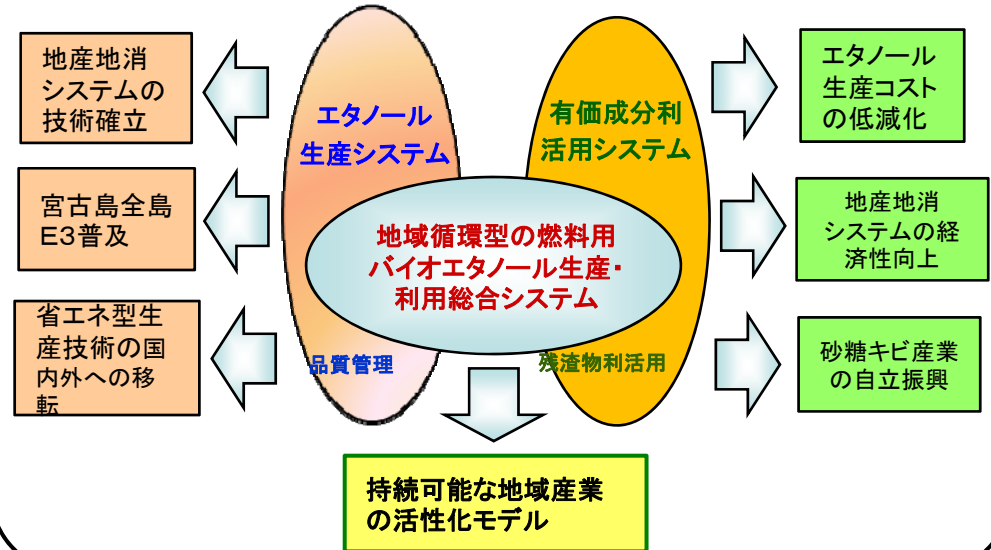 地産地消
システムの
技術確立
宮古島全島
E3普及
省エネ型生
産技術の国
内外への移
転
エタノール
生産システム
品質管理
有価成分利
活用システム
残渣物利活用
地域循環型の燃料用
バイオエタノール生産・
利用総合システム
エタノール
生産コスト
の低減化
地産地消
システムの経
済性向上
砂糖キビ産業
の自立振興
持続可能な地域産業
の活性化モデル